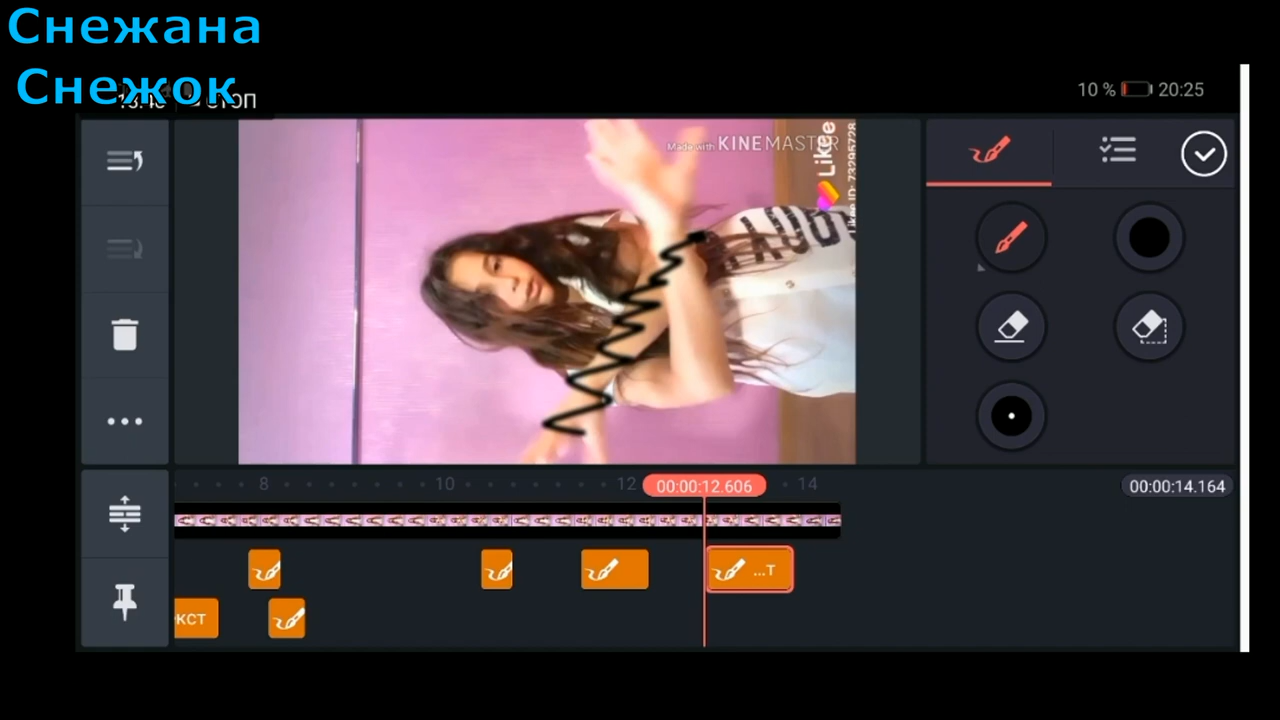 Снежана
Снежок
СТОП
10 % 20:25
Made with KINEMASTER
Likee
8 10 12 00:00:12.606 14 00:00:14.164
...Т
КСТ